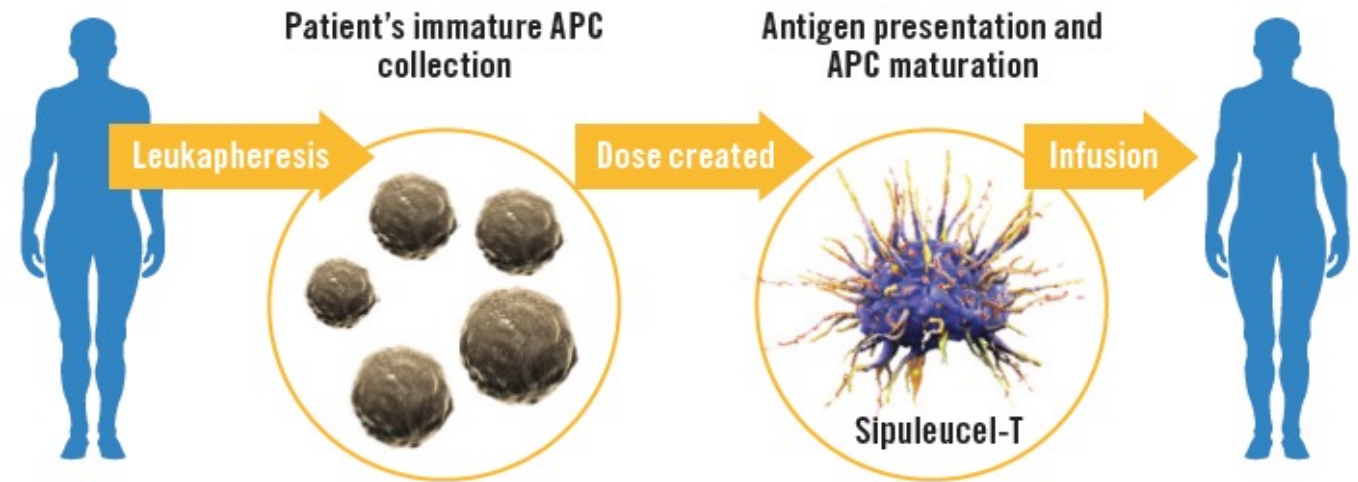 Patient’s immature APC
collection
Antigen presentation and
APC maturation
Leukapheresis
Dose created
Infusion
Sipuleucel-T